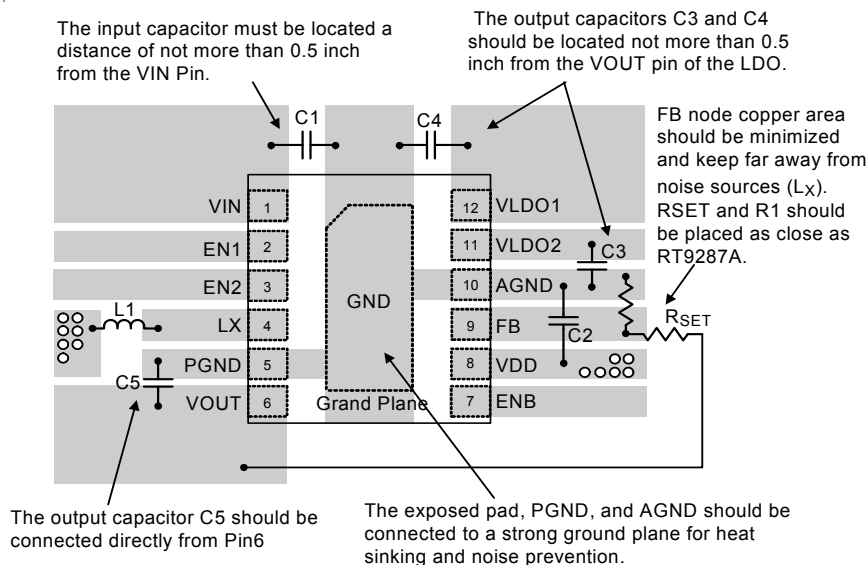 The input capacitor must be located a
distance of not more than 0.5 inch
from the VIN Pin.
The output capacitors C3 and C4
should be located not more than 0.5
inch from the VOUT pin of the LDO.
FB node copper area
should be minimized
and keep far away from
noise sources (LX).
RSET and R1 should
be placed as close as
RT9287A.
C1
C4
VIN
1
12
VLDO1
EN1
2
11
VLDO2
C3
EN2
3
10
AGND
GND
L1
LX
4
9
FB
C2
RSET
PGND
5
8
VDD
C5
VOUT
6
Grand Plane
7
ENB
The output capacitor C5 should be
connected directly from Pin6
The exposed pad, PGND, and AGND should be
connected to a strong ground plane for heat
sinking and noise prevention.